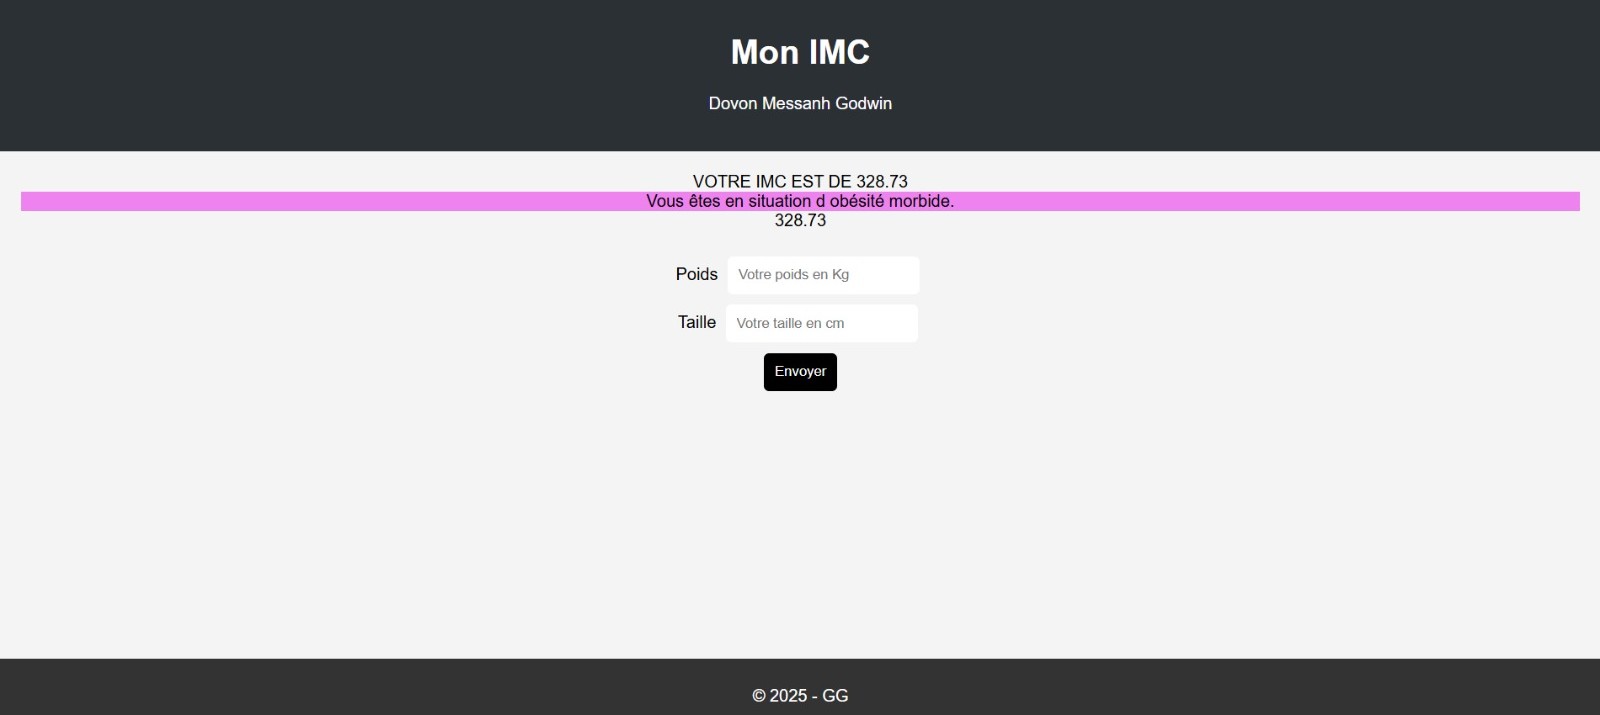 Mon IMC
Dovon Messanh Godwin
VOTRE IMC EST DE 328.73
Vous êtes en situation d obésité morbide.
328.73
Poids Votre poids en Kg
Taille Votre taille en cm
Envoyer
© 2025 - GG